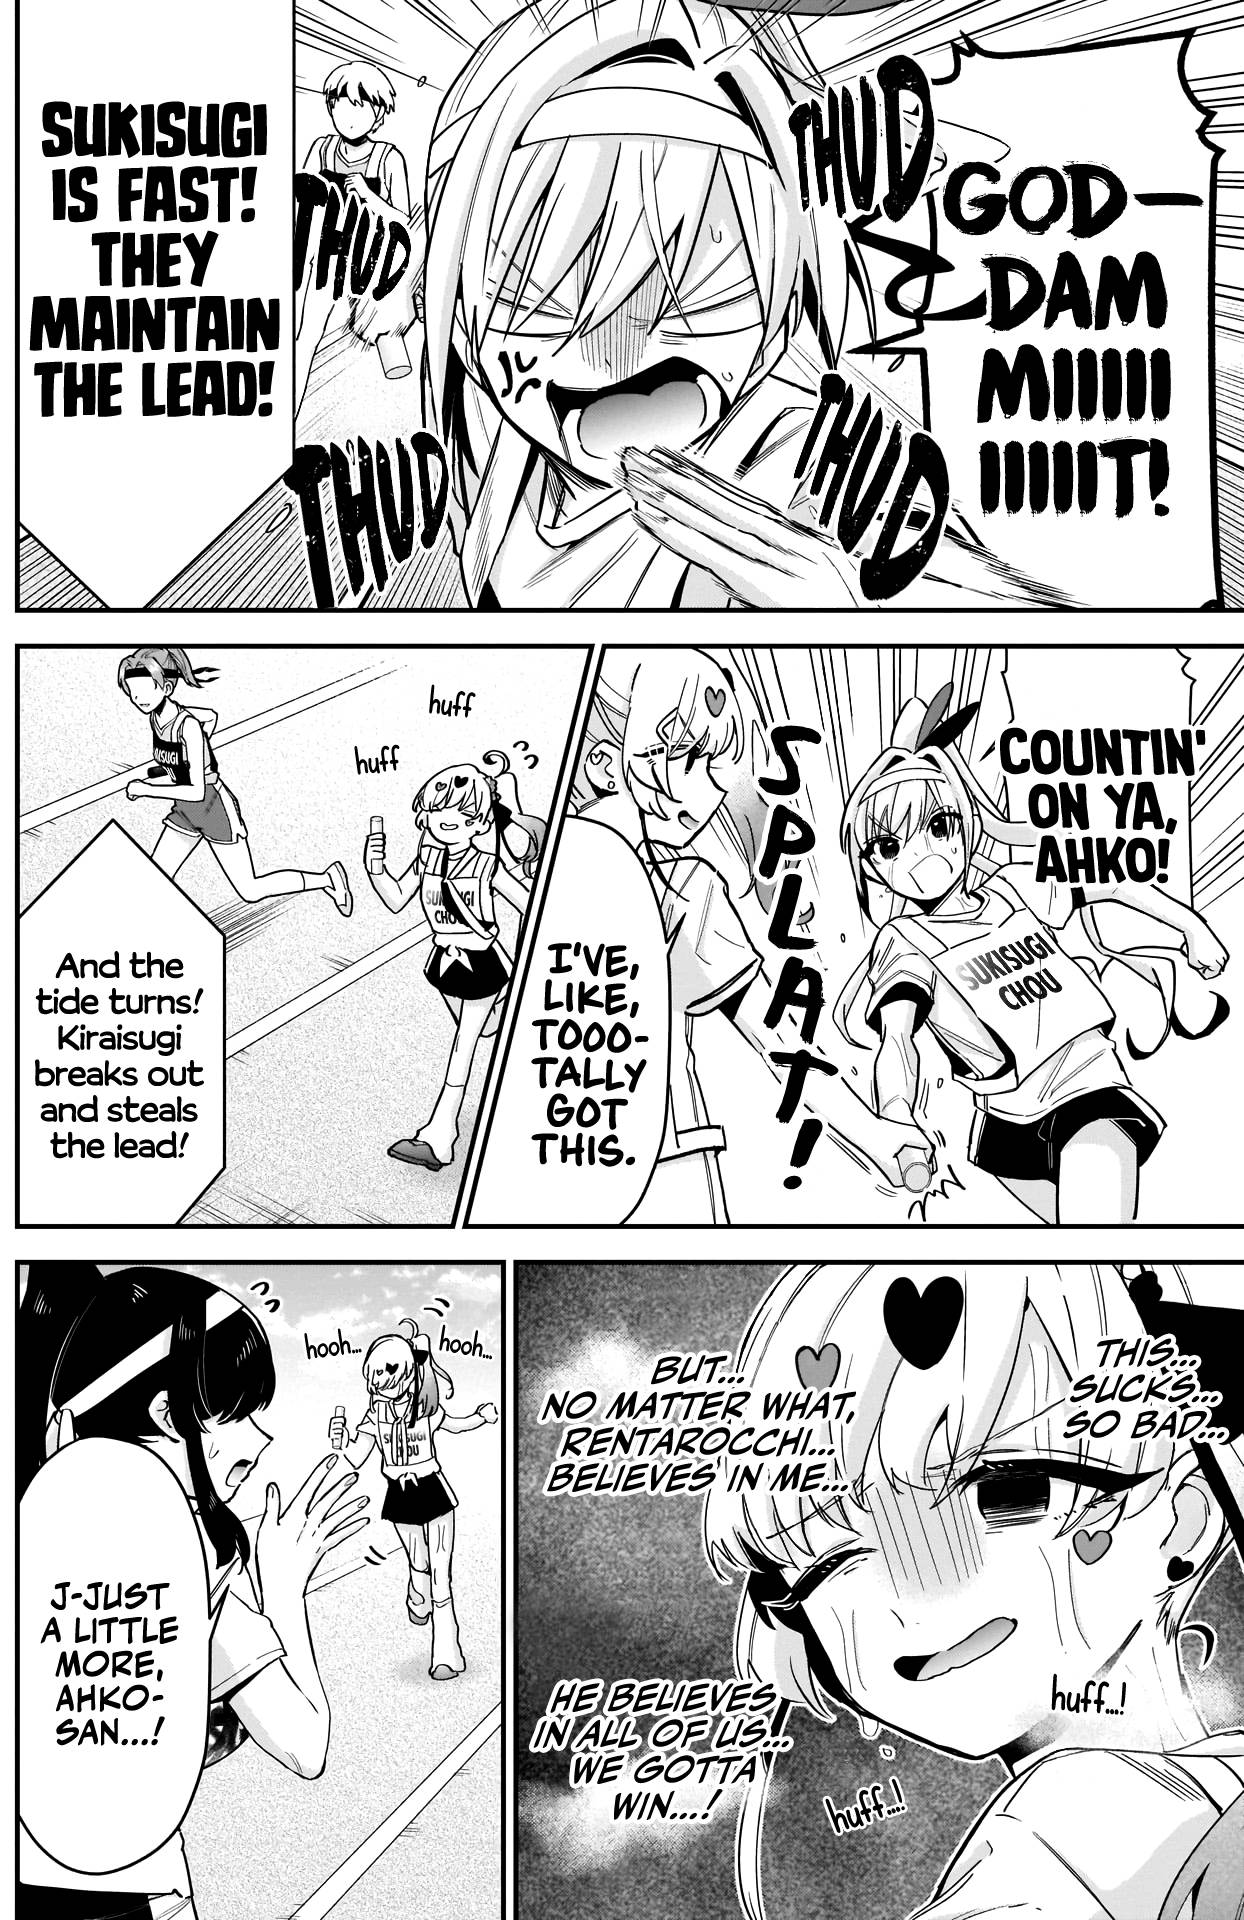 GOD—
DAM
MIIIII
IIIIIT!
THUD
THUD
THUD
THUD
SUKISUGI
IS FAST!
THEY
MAINTAIN
THE LEAD!
COUNTIN'
ON YA,
AHKO!
SUKISUGI
CHOU
SPLAT!
I'VE,
LIKE,
TOOO-
TALLY
GOT
THIS.
huff
huff
SUKISUGI
CHOU
And the
tide turns!
Kiraisugi
breaks out
and steals
the lead!
THIS...
SUCKS...
SO BAD...
BUT...
NO MATTER WHAT,
RENTAROCCHI...
BELIEVES IN ME...
huff...!
huff...!
HE BELIEVES
IN ALL OF US...
WE GOTTA
WIN...!
hooh...
hooh...
J-JUST
A LITTLE
MORE,
AHKO-
SAN...!